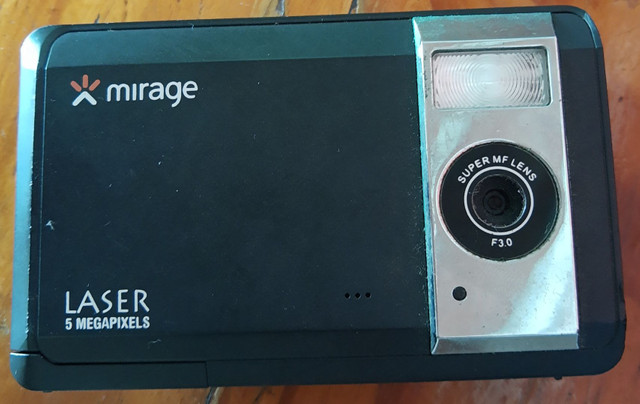 mirage
SUPER MF LENS
F3.0
LASER
5 MEGAPIXELS